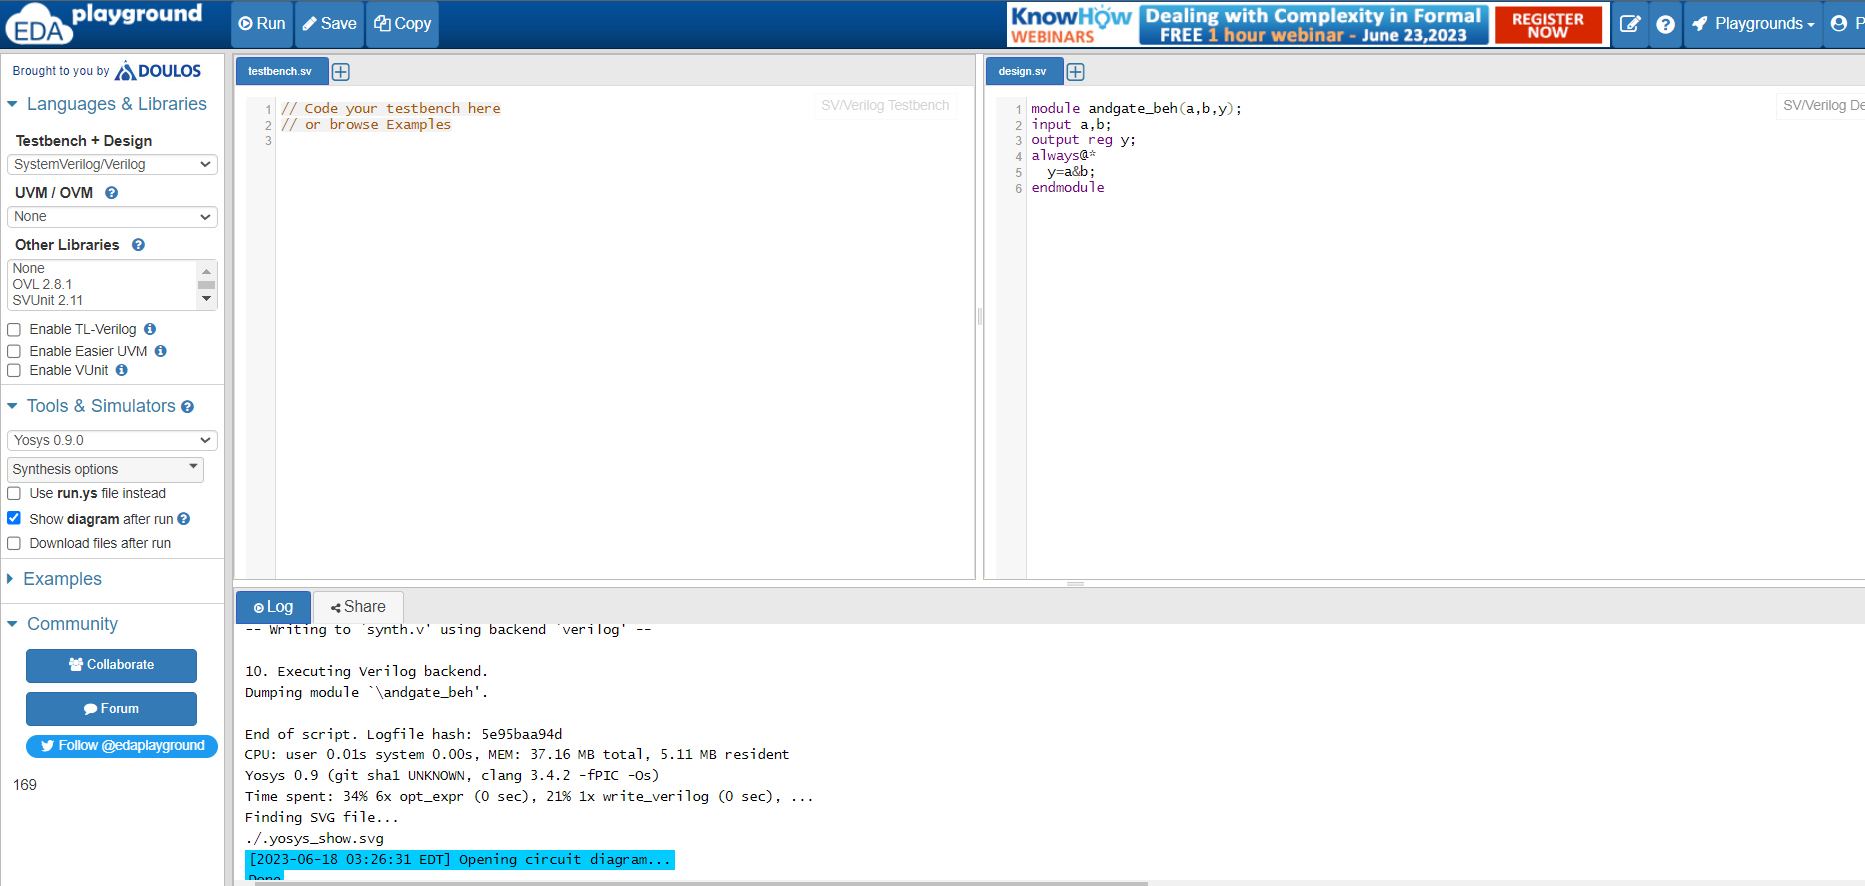 EDA playground
Run
Save
Copy
KnowHow WEBINARS
Dealing with Complexity in Formal
FREE 1 hour webinar - June 23,2023
REGISTER NOW
Playgrounds
P
Brought to you by DOULOS
Languages & Libraries
Testbench + Design
SystemVerilog/Verilog
UVM / OVM
None
Other Libraries
None
OVL 2.8.1
SVUnit 2.11
Enable TL-Verilog
Enable Easier UVM
Enable VUnit
Tools & Simulators
Yosys 0.9.0
Synthesis options
Use run.ys file instead
Show diagram after run
Download files after run
Examples
Community
Collaborate
Forum
Follow @edaplayground
169
testbench.sv
SV/Verilog Testbench
1 // Code your testbench here
2 // or browse Examples
3
design.sv
SV/Verilog De
1 module andgate_beh(a,b,y);
2 input a,b;
3 output reg y;
4 always@*
5 y=a&b;
6 endmodule
Log
Share
-- Writing to `synth.v' using backend `verilog' --
10. Executing Verilog backend.
Dumping module `\andgate_beh'.
End of script. Logfile hash: 5e95baa94d
CPU: user 0.01s system 0.00s, MEM: 37.16 MB total, 5.11 MB resident
Yosys 0.9 (git sha1 UNKNOWN, clang 3.4.2 -fPIC -Os)
Time spent: 34% 6x opt_expr (0 sec), 21% 1x write_verilog (0 sec), ...
Finding SVG file...
./.yosys_show.svg
[2023-06-18 03:26:31 EDT] Opening circuit diagram...
Done